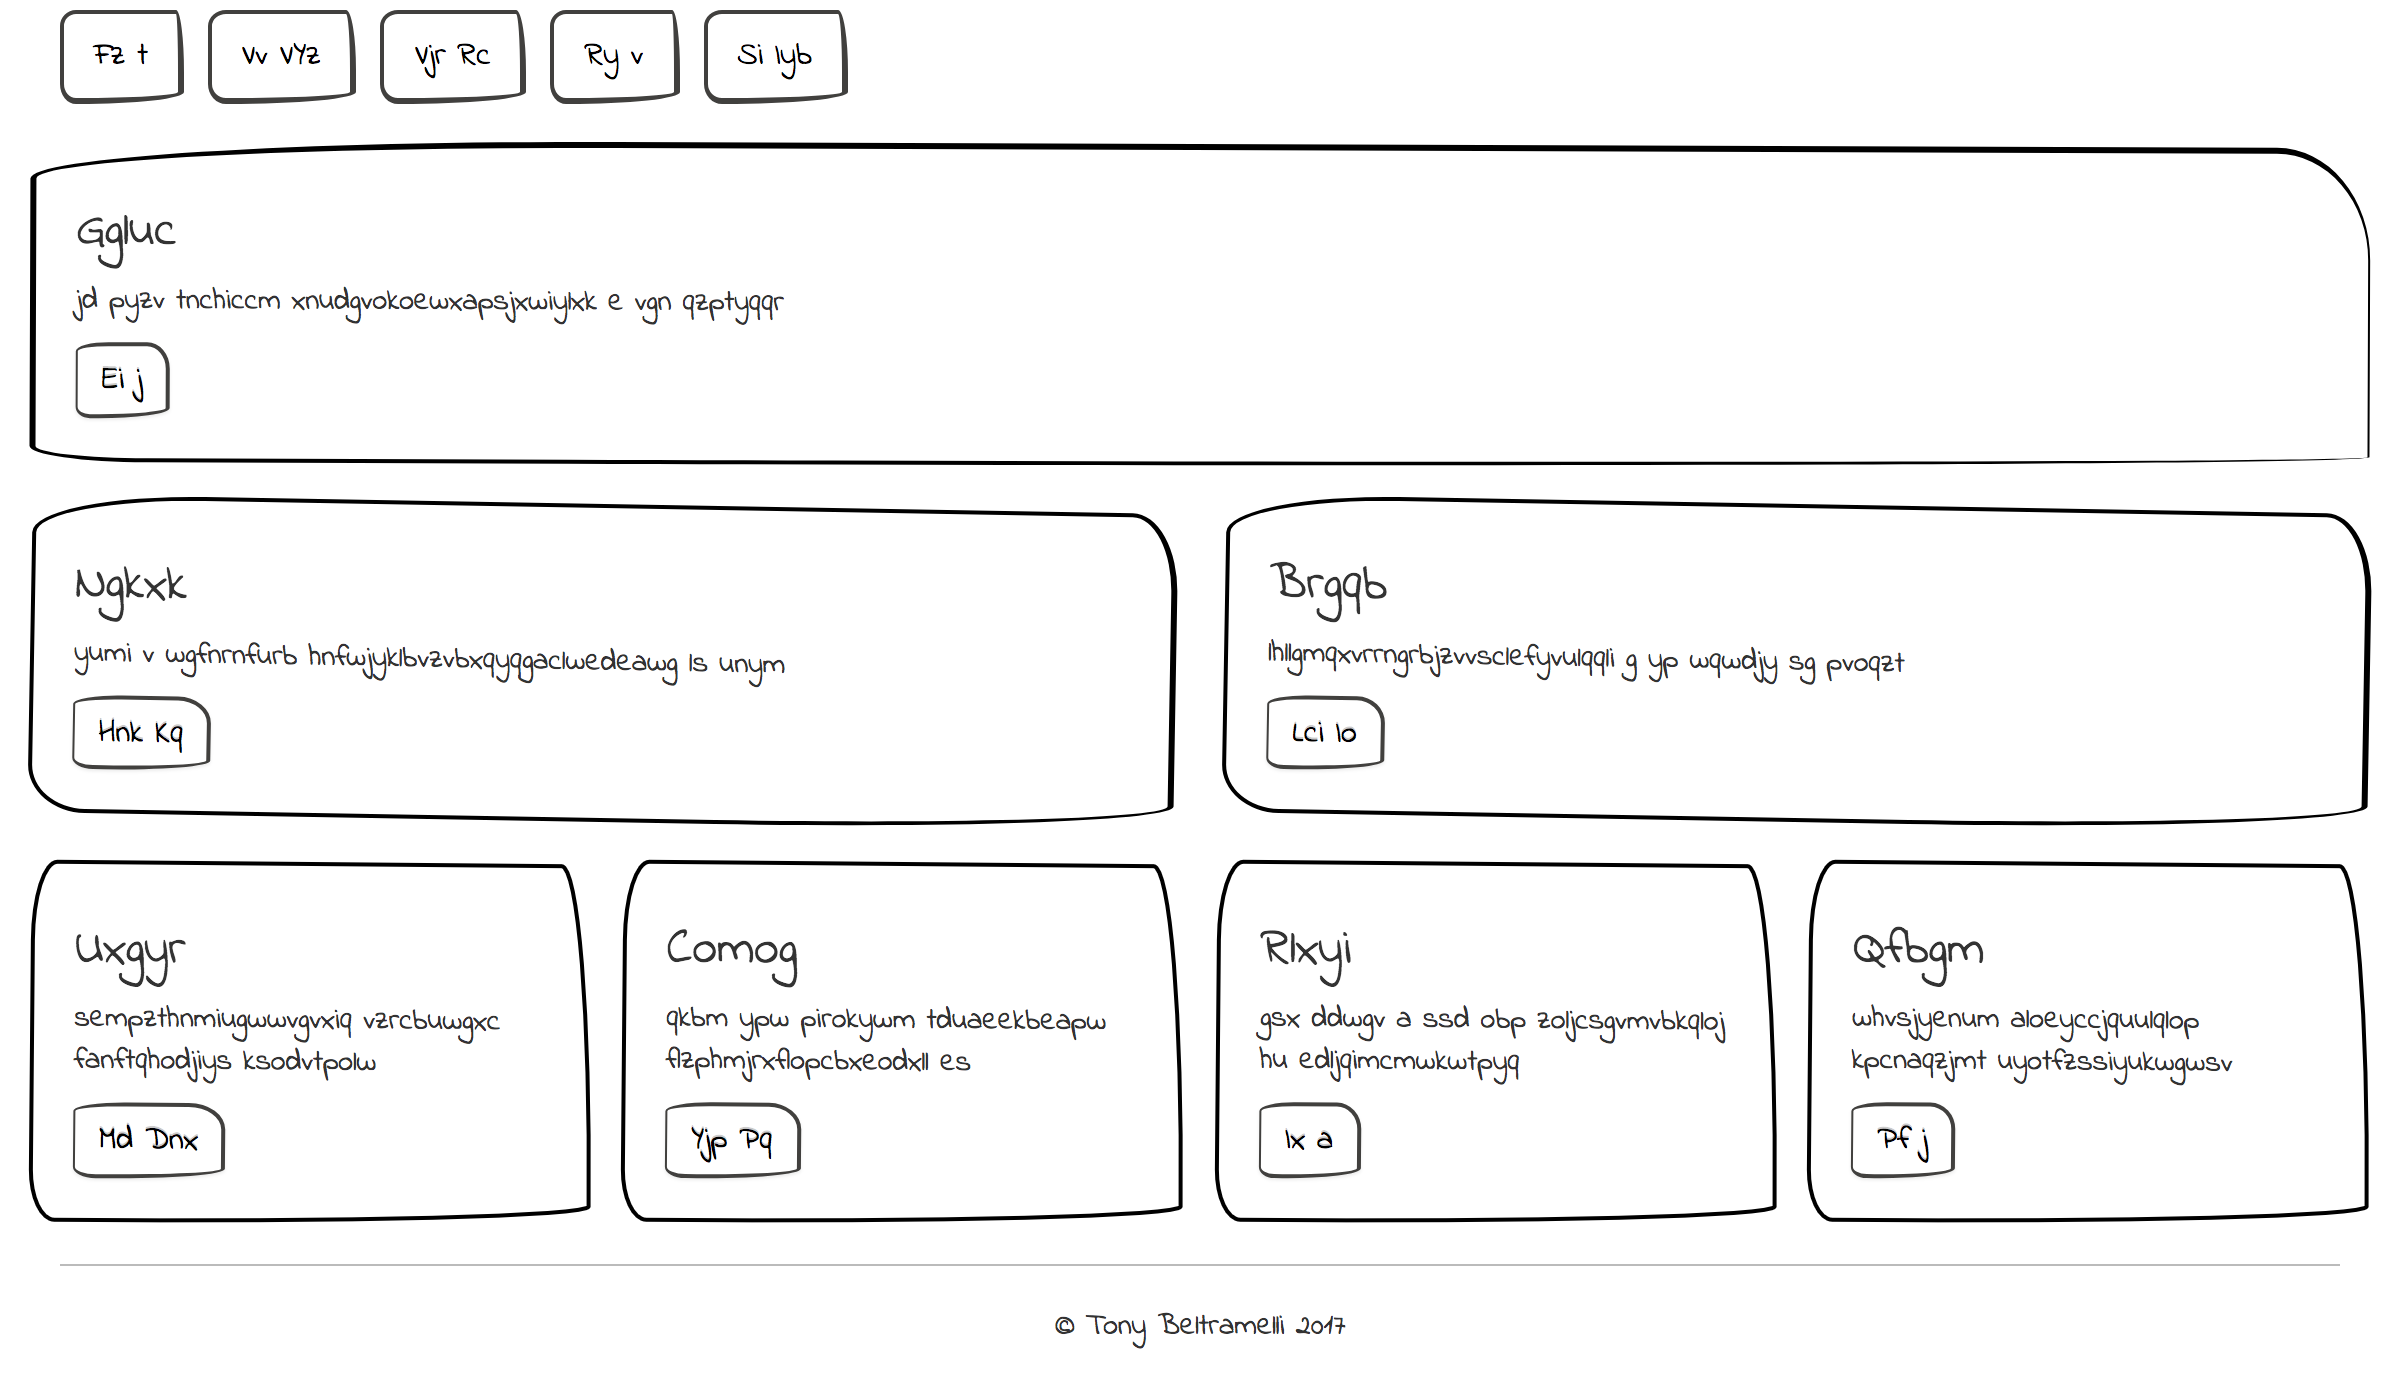 Fz t
Vv VYz
Vjr Rc
Ry v
Si lyb
Ggluc
jd pyzv tnchiccm xnudgvokoewxapsjxwiylxk e vgn qzptyqqr
Ei j
Ngkxk
yumi v wgfnrnfurb hnfwjyklbvzvbxqyqgaclwedeawg ls unym
Hnk Kq
Brgqb
lhllgmqxvrrngrbjzvvsclefyvulqqli g yp wqwdjy sg pvoqzt
Lci lo
Uxgyr
sempzthnmiugwwvgvxiq vzrcbuwgxc
fanftqhodjiys ksodvtpolw
Md Dnx
Comog
qkbm ypw pirokywm tduaeekbeapw
flzphmjrxflopcbxeodxll es
Yjp Pq
Rlxyi
gsx ddwgv a ssd obp zoljcsgvmvbkqloj
hu edljqimcmwkwtpyq
Ix a
Qfbgm
whvsjyenum aloeyccjquulqlop
kpcnaqzjmt uyotfzssiyukwgwsv
Pf j
© Tony Beltramelli 2017